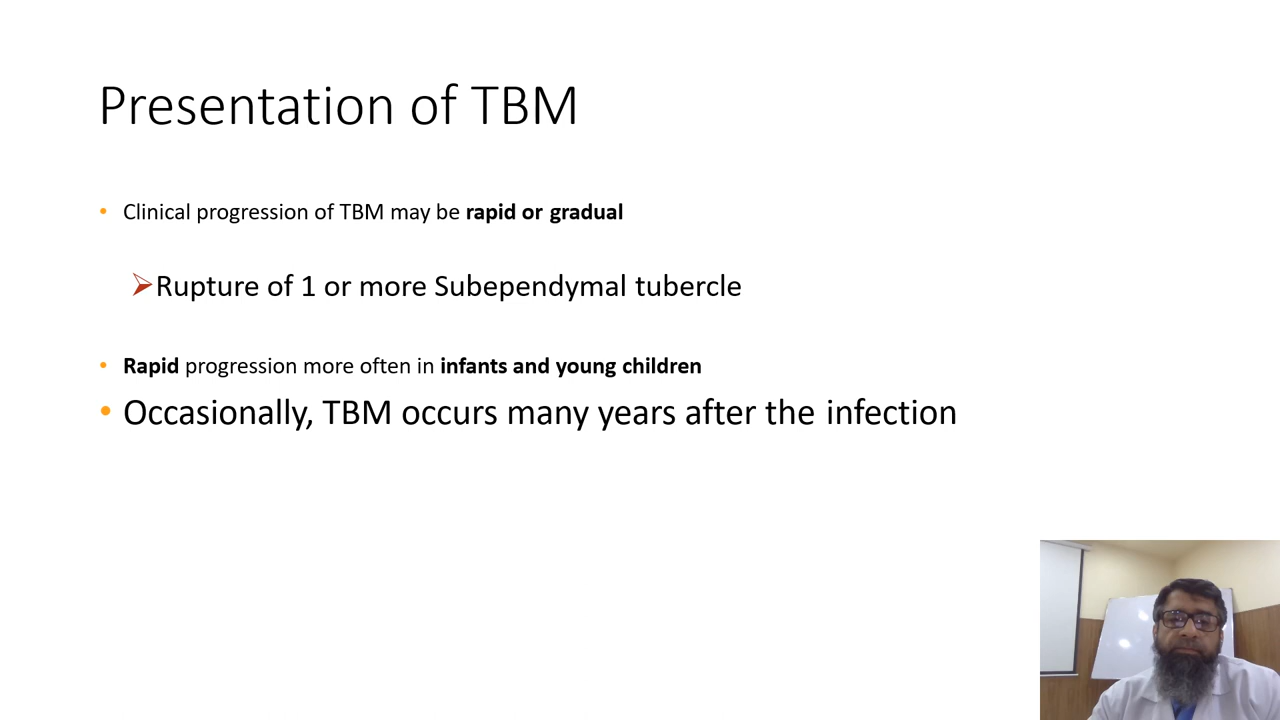 Presentation of TBM
• Clinical progression of TBM may be rapid or gradual
➢Rupture of 1 or more Subependymal tubercle
• Rapid progression more often in infants and young children
• Occasionally, TBM occurs many years after the infection